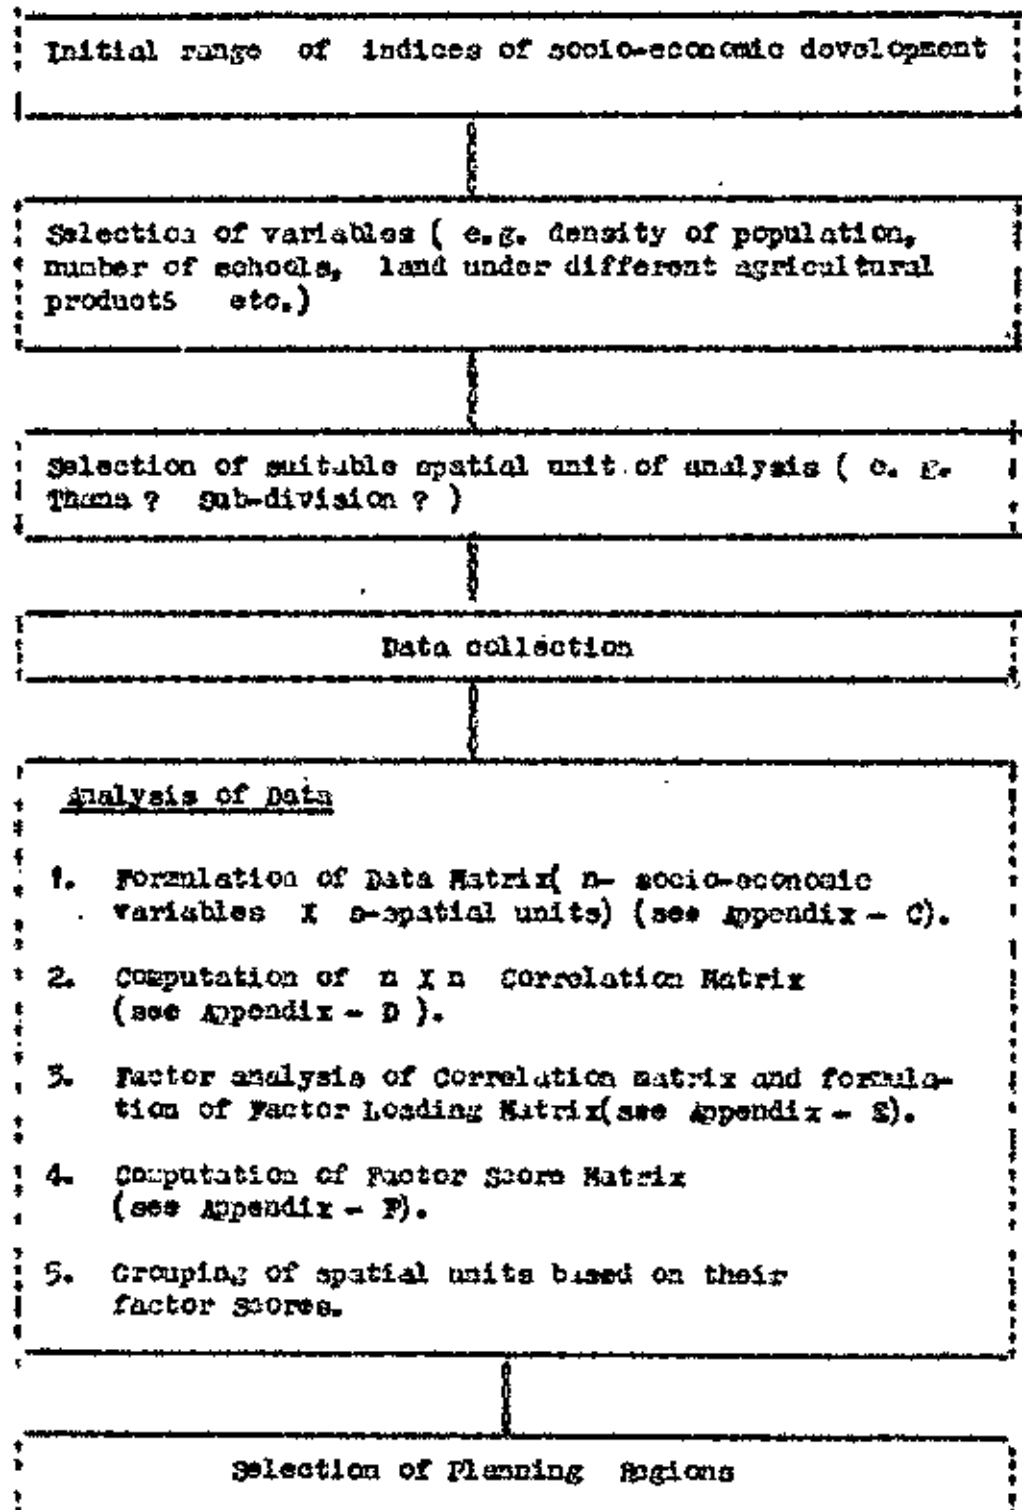 Initial range of indices of socio-economic development
Selection of variables ( e.g. density of population,
number of schools, land under different agricultural
products etc.)
Selection of suitable spatial unit of analysis ( e. g.
Thana ? Sub-division ? )
Data collection
Analysis of Data
1. Formulation of Data Matrix( n- socio-economic
variables X s-spatial units) (see Appendix - C).
2. Computation of n X n Correlation Matrix
(see Appendix - D ).
3. Factor analysis of Correlation matrix and formula-
tion of Factor Loading Matrix(see Appendix - E).
4. Computation of Factor Score Matrix
(see Appendix - F).
5. Grouping of spatial units based on their
factor scores.
Selection of Planning Regions